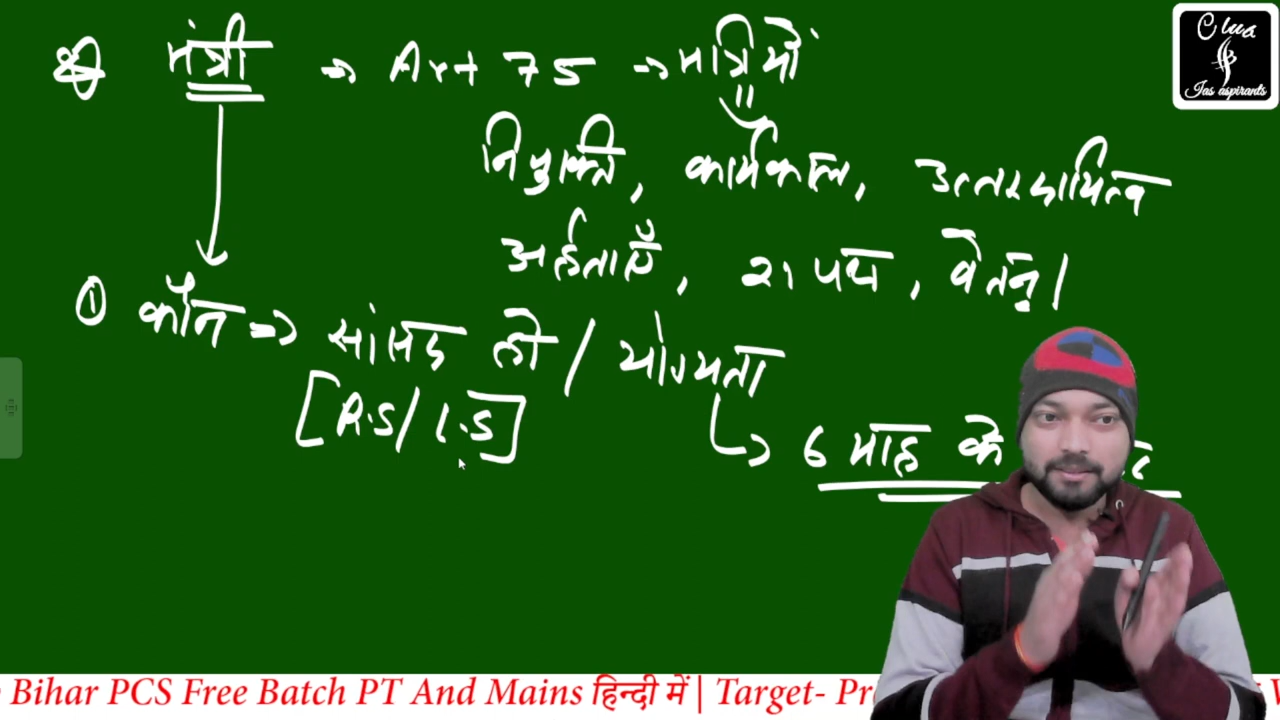 मंत्री → Art 75 → मंत्रियों
नियुक्ति, कार्यकाल, उत्तरदायित्व
अर्हताएँ, शपथ, वेतन।
① कौन ⇒ सांसद हो / योग्यता
[R.S/L.S]
↳ 6 माह के
Clua
Ias aspirants
Bihar PCS Free Batch PT And Mains हिन्दी में | Target- Pr